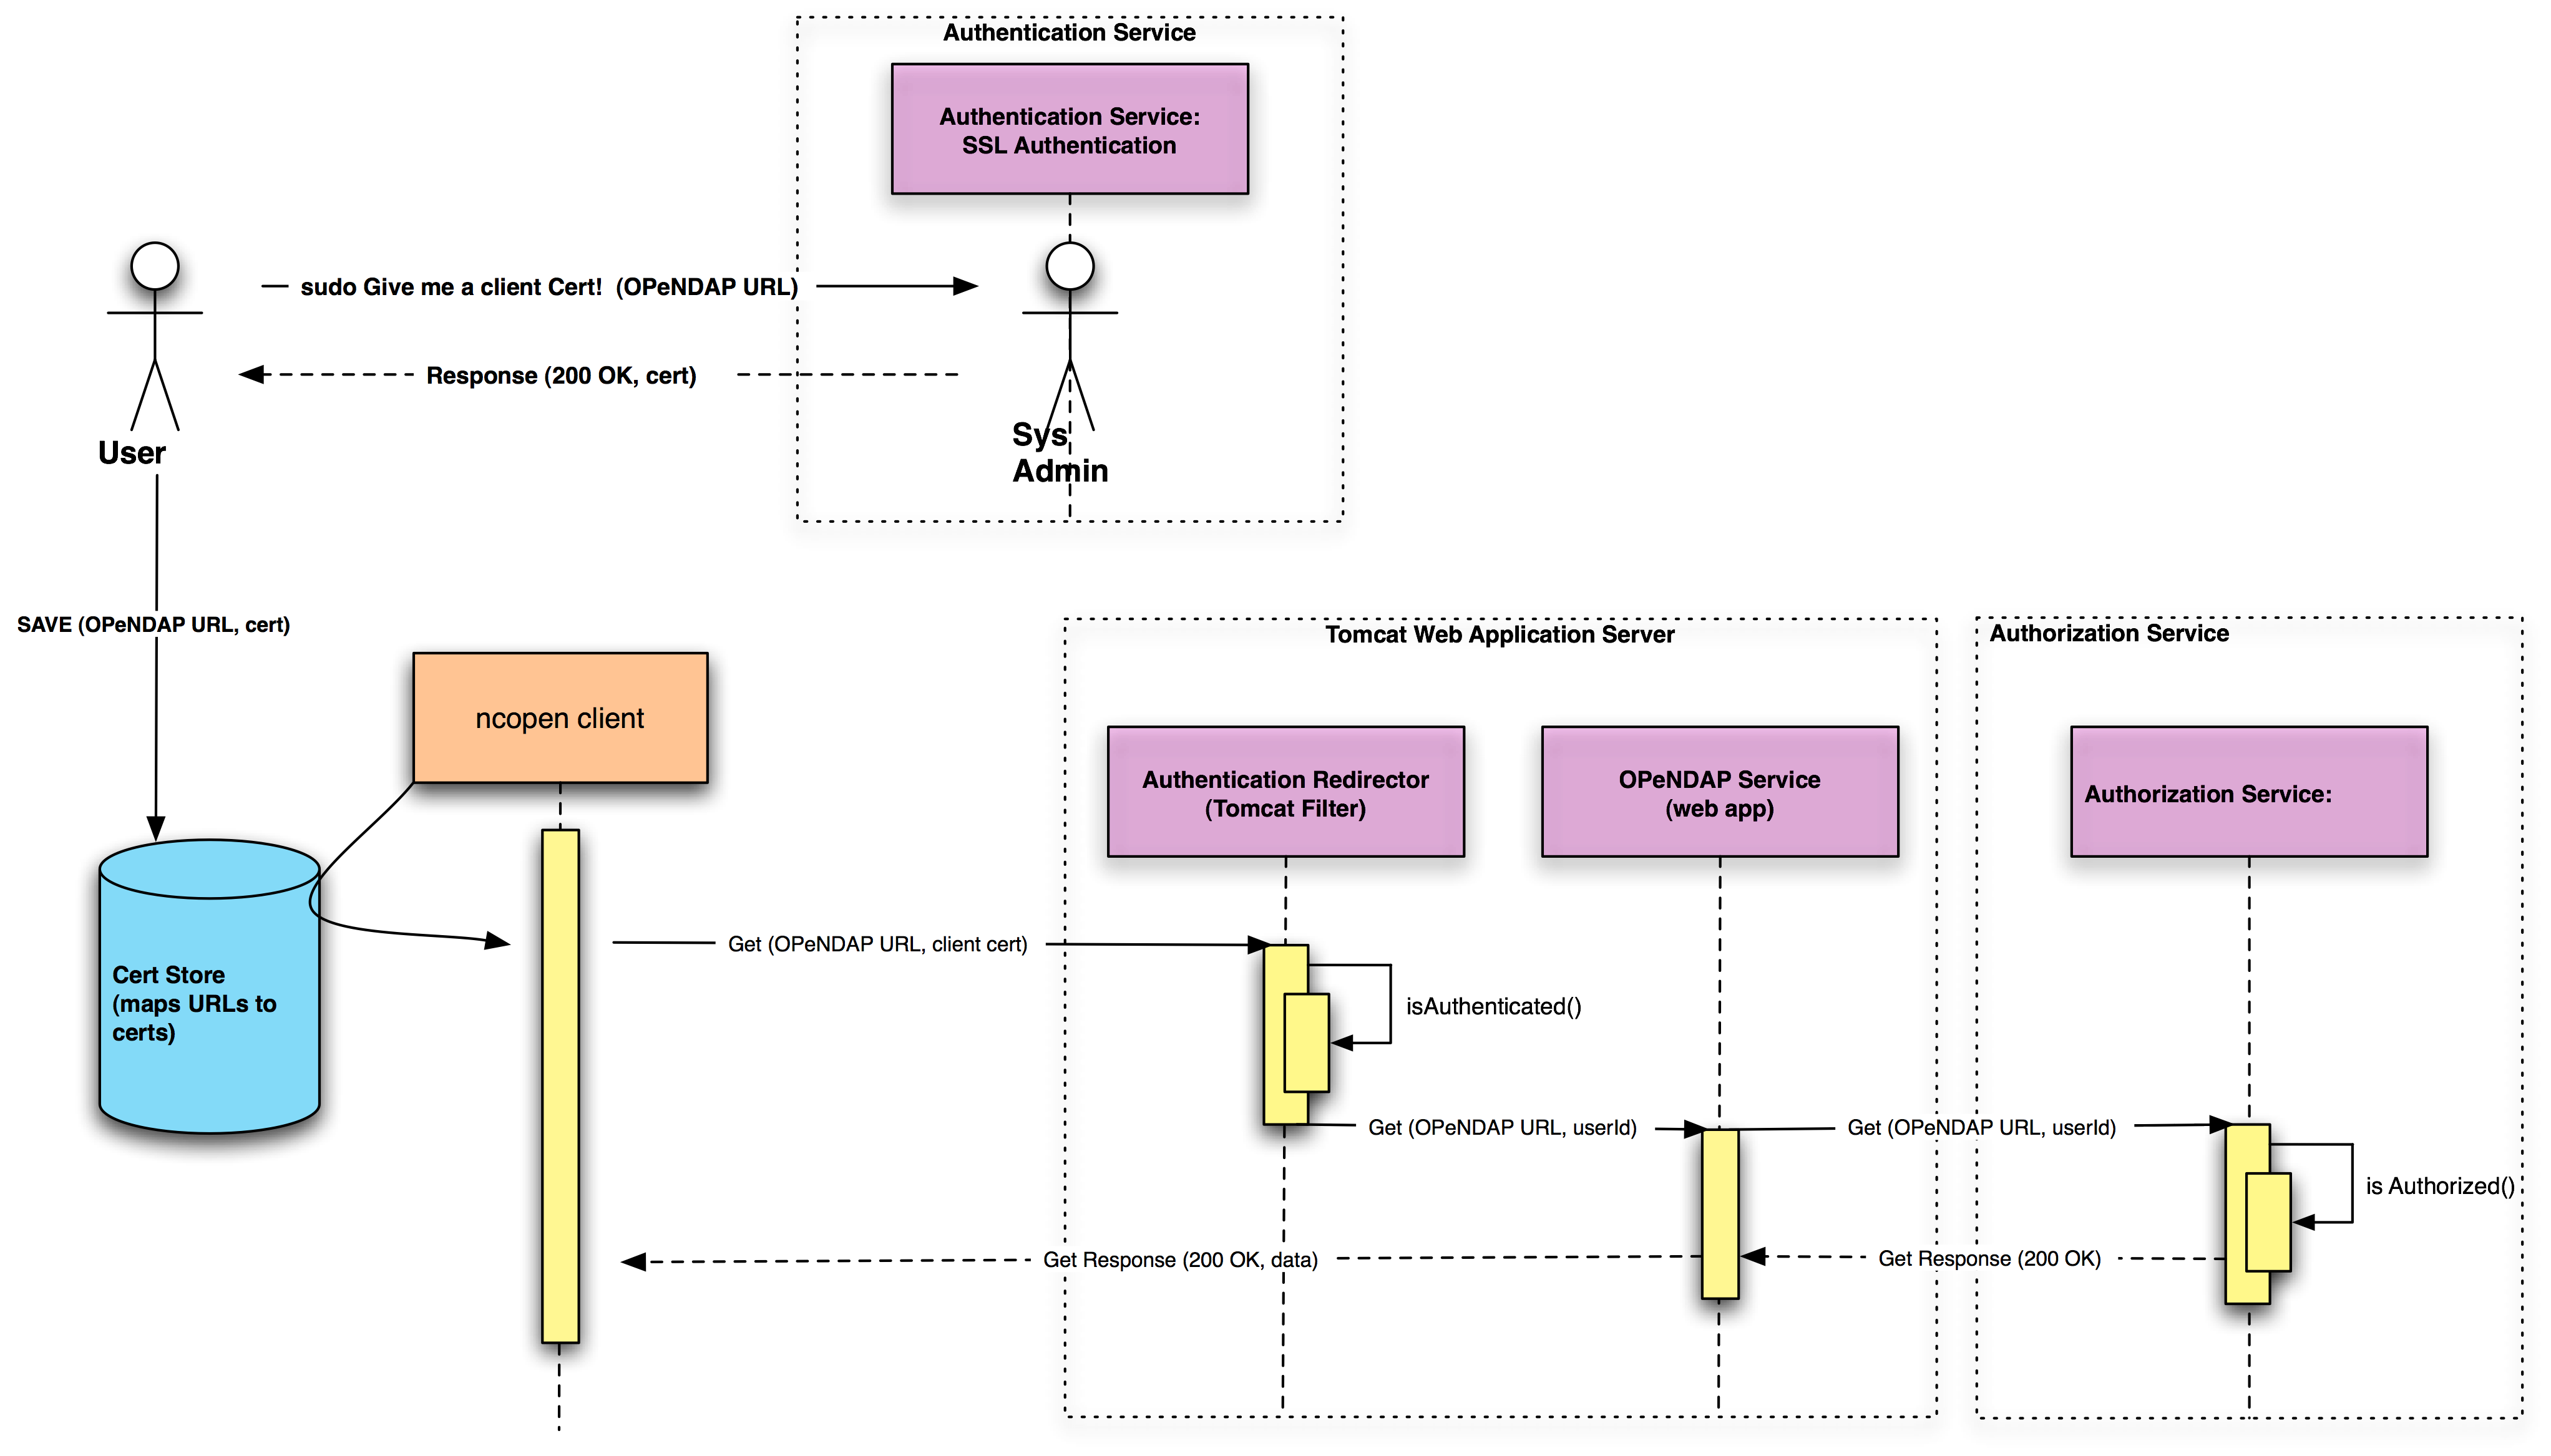 Authentication Service
Authentication Service:
SSL Authentication
sudo Give me a client Cert!  (OPeNDAP URL)
Response (200 OK, cert)
User
Sys
Admin
SAVE (OPeNDAP URL, cert)
Tomcat Web Application Server
Authorization Service
ncopen client
Authentication Redirector
(Tomcat Filter)
OPeNDAP Service
(web app)
Authorization Service:
Cert Store
(maps URLs to
certs)
Get (OPeNDAP URL, client cert)
isAuthenticated()
Get (OPeNDAP URL, userId)
Get (OPeNDAP URL, userId)
is Authorized()
Get Response (200 OK, data)
Get Response (200 OK)